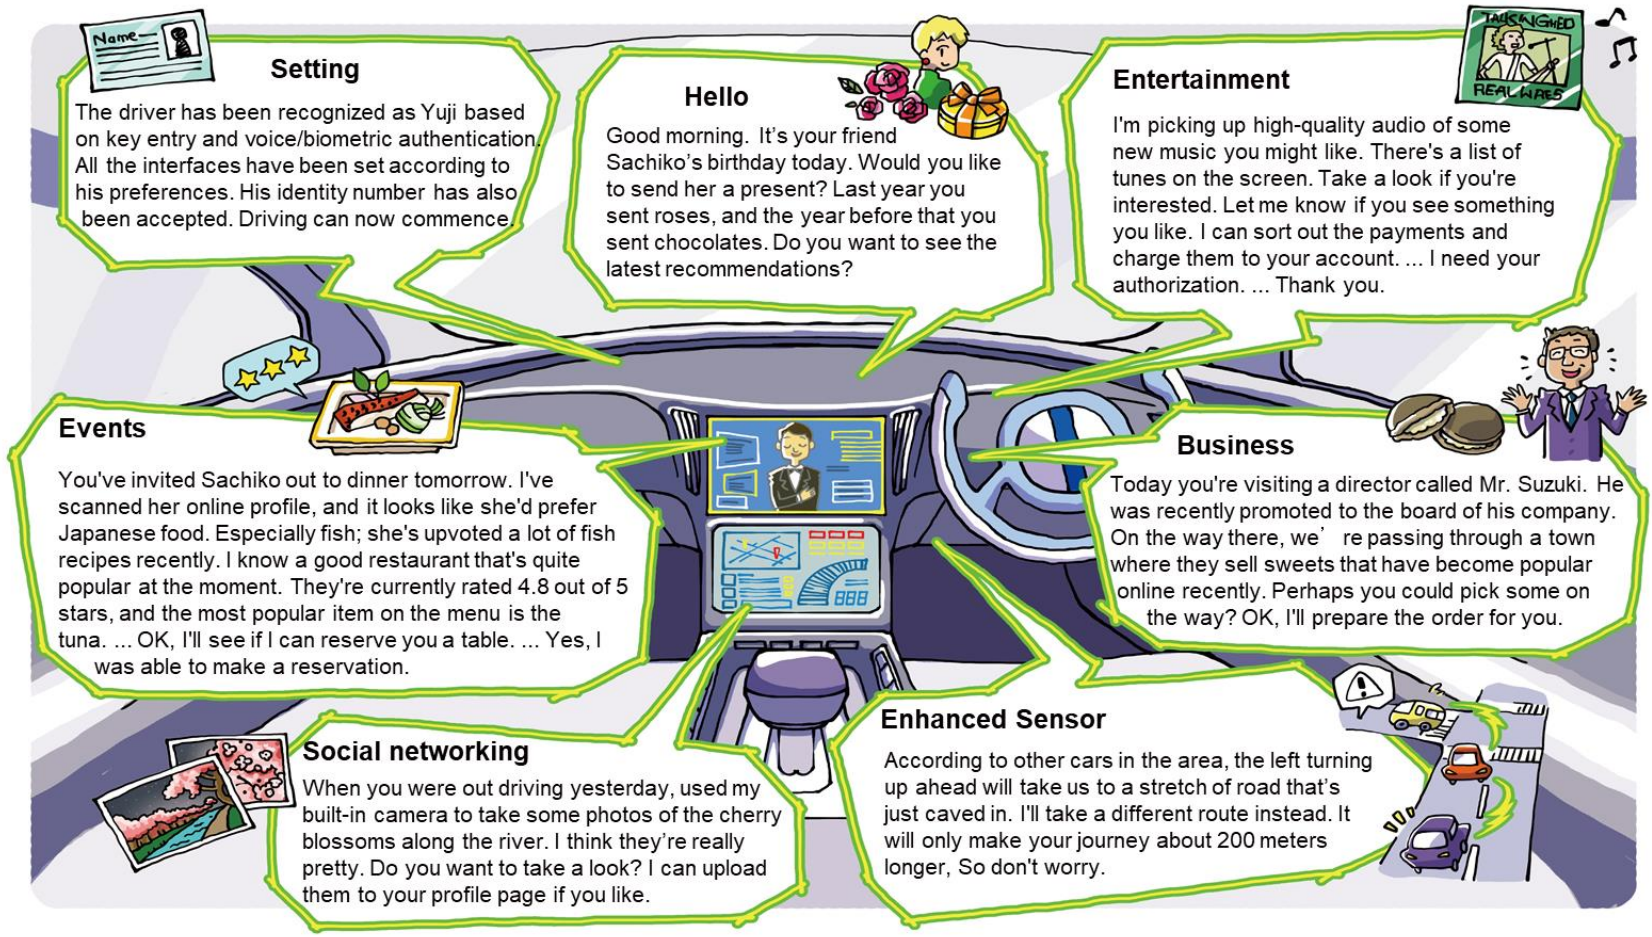 Name
Setting
The driver has been recognized as Yuji based
on key entry and voice/biometric authentication.
All the interfaces have been set according to
his preferences. His identity number has also
been accepted. Driving can now commence.
Hello
Good morning. It's your friend
Sachiko's birthday today. Would you like
to send her a present? Last year you
sent roses, and the year before that you
sent chocolates. Do you want to see the
latest recommendations?
Entertainment
I'm picking up high-quality audio of some
new music you might like. There's a list of
tunes on the screen. Take a look if you're
interested. Let me know if you see something
you like. I can sort out the payments and
charge them to your account. ... I need your
authorization. ... Thank you.
Events
You've invited Sachiko out to dinner tomorrow. I've
scanned her online profile, and it looks like she'd prefer
Japanese food. Especially fish; she's upvoted a lot of fish
recipes recently. I know a good restaurant that's quite
popular at the moment. They're currently rated 4.8 out of 5
stars, and the most popular item on the menu is the
tuna. ... OK, I'll see if I can reserve you a table. ... Yes, I
was able to make a reservation.
Business
Today you're visiting a director called Mr. Suzuki. He
was recently promoted to the board of his company.
On the way there, we' re passing through a town
where they sell sweets that have become popular
online recently. Perhaps you could pick some on
the way? OK, I'll prepare the order for you.
Social networking
When you were out driving yesterday, used my
built-in camera to take some photos of the cherry
blossoms along the river. I think they're really
pretty. Do you want to take a look? I can upload
them to your profile page if you like.
Enhanced Sensor
According to other cars in the area, the left turning
up ahead will take us to a stretch of road that's
just caved in. I'll take a different route instead. It
will only make your journey about 200 meters
longer, So don't worry.